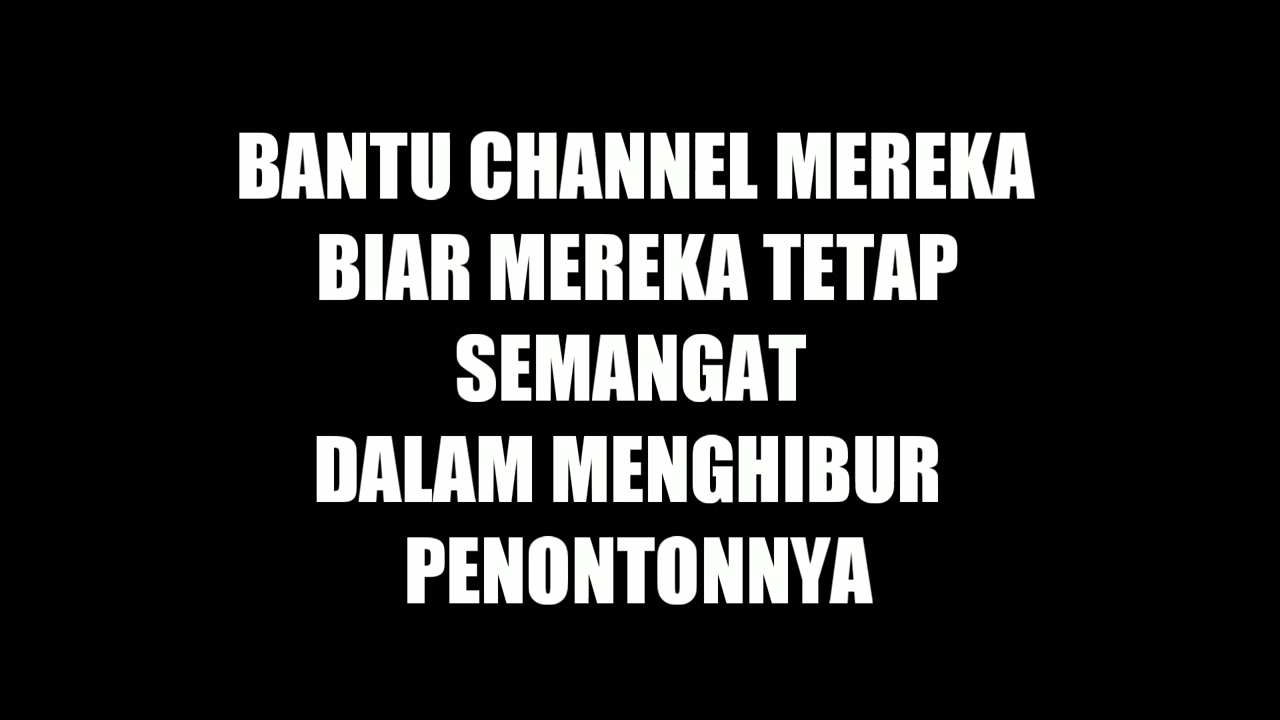 BANTU CHANNEL MEREKA
BIAR MEREKA TETAP
SEMANGAT
DALAM MENGHIBUR
PENONTONNYA